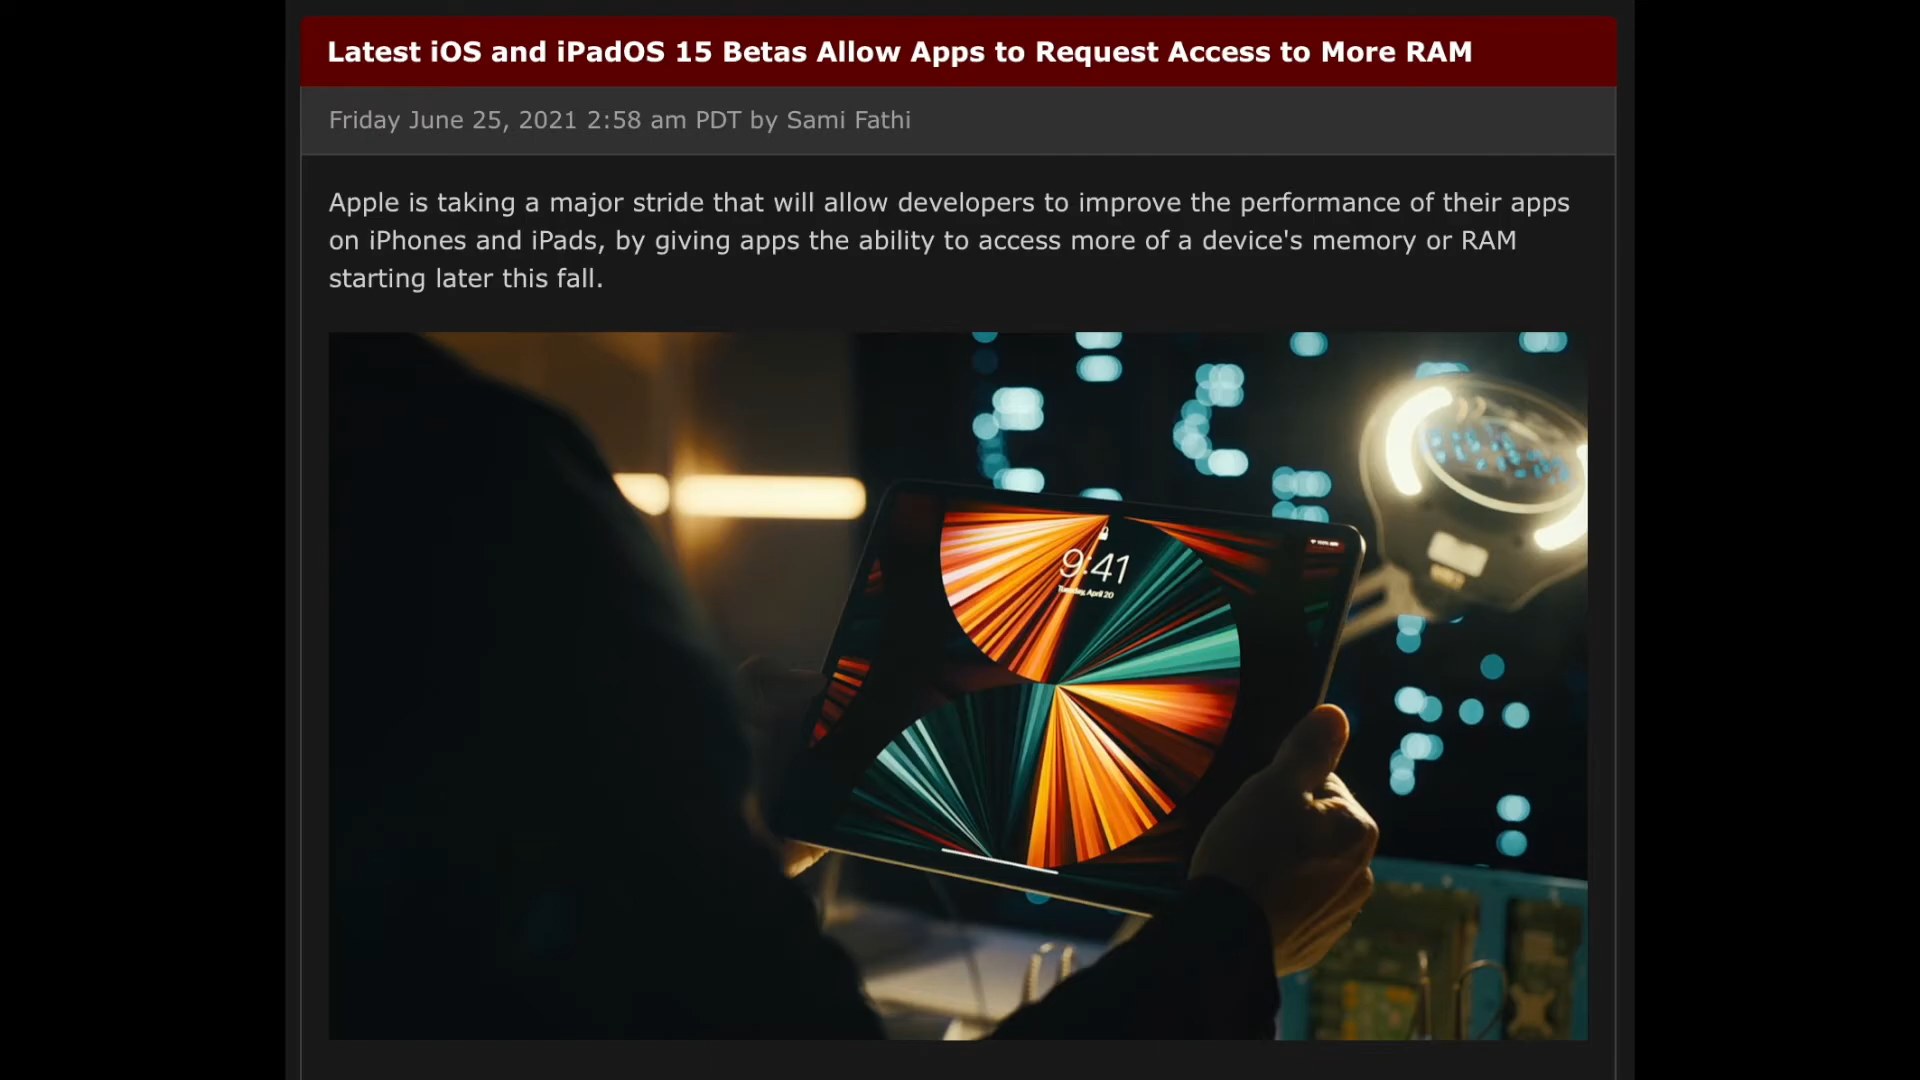 Latest iOS and iPadOS 15 Betas Allow Apps to Request Access to More RAM
Friday June 25, 2021 2:58 am PDT by Sami Fathi
Apple is taking a major stride that will allow developers to improve the performance of their apps
on iPhones and iPads, by giving apps the ability to access more of a device's memory or RAM
starting later this fall.
9:41
Tuesday, April 20